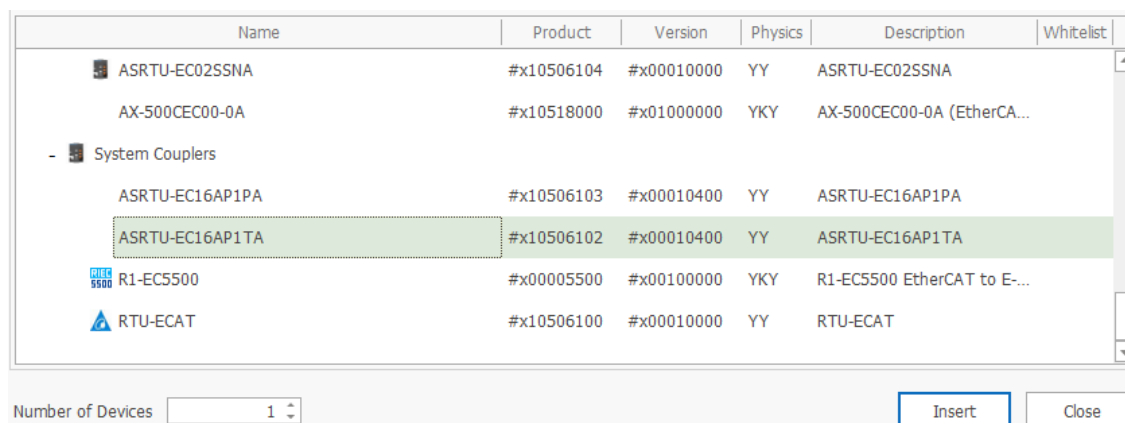 Name Product Version Physics Description Whitelist
ASRTU-EC02SSNA #x10506104 #x00010000 YY ASRTU-EC02SSNA
AX-500CEC00-0A #x10518000 #x01000000 YKY AX-500CEC00-0A (EtherCA...
- System Couplers
ASRTU-EC16AP1PA #x10506103 #x00010400 YY ASRTU-EC16AP1PA
ASRTU-EC16AP1TA #x10506102 #x00010400 YY ASRTU-EC16AP1TA
RIEC 5500 R1-EC5500 #x00005500 #x00100000 YKY R1-EC5500 EtherCAT to E-...
RTU-ECAT #x10506100 #x00010000 YY RTU-ECAT
Number of Devices 1 Insert Close